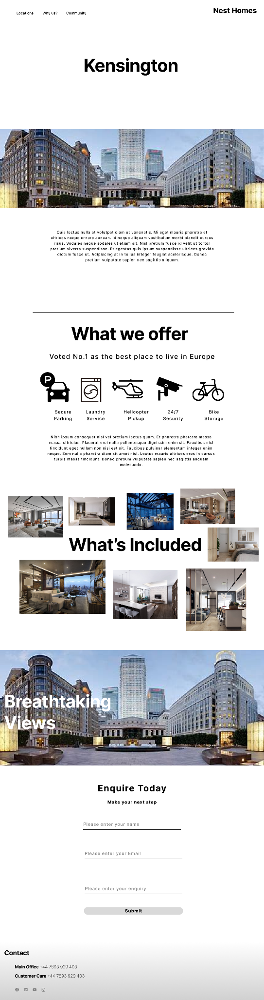 Locations Why us? Community
Nest Homes
Kensington
Quis lectus nulla at volutpat diam ut venenatis. Mi eget mauris pharetra et
ultrices neque ornare aenean. Id neque aliquam vestibulum morbi blandit cursus
risus. Sodales neque sodales ut etiam sit. Nisl pretium fusce id velit ut tortor
pretium viverra suspendisse. Et egestas quis ipsum suspendisse ultrices gravida
dictum fusce ut. Adipiscing at in tellus integer feugiat scelerisque. Donec
pretium vulputate sapien nec sagittis aliquam.
What we offer
Voted No.1 as the best place to live in Europe
P
Secure
Parking
Laundry
Service
Helicopter
Pickup
24/7
Security
Bike
Storage
Nibh ipsum consequat nisl vel pretium lectus quam. Et pharetra pharetra massa
massa ultricies. Placerat orci nulla pellentesque dignissim enim sit. Faucibus nisl
tincidunt eget nullam non nisi est sit. Faucibus pulvinar elementum integer enim
neque. Sem nulla pharetra diam sit amet nisl. Lectus mauris ultrices eros in cursus
turpis massa tincidunt. Donec pretium vulputate sapien nec sagittis aliquam
malesuada.
What's Included
Breathtaking
Views
Enquire Today
Make your next step
Please enter your name
Please enter your Email
Please enter your enquiry
Submit
Contact
Main Office +44 7893 929 403
Customer Care +44 7893 929 403